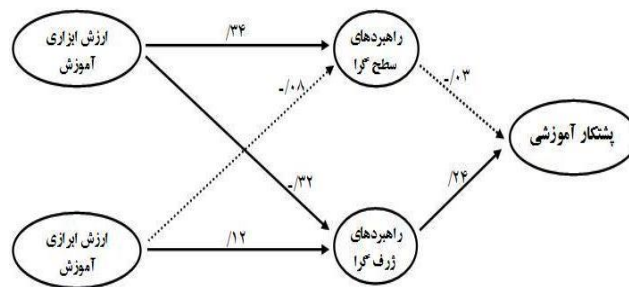 ارزش ابزاری
آموزش
/۳۴
راهبردهای
سطح گرا
-/۰۸
-/۰۳
پشتکار آموزشی
-/۳۲
/۲۴
ارزش ابرازی
آموزش
/۱۲
راهبردهای
ژرف گرا